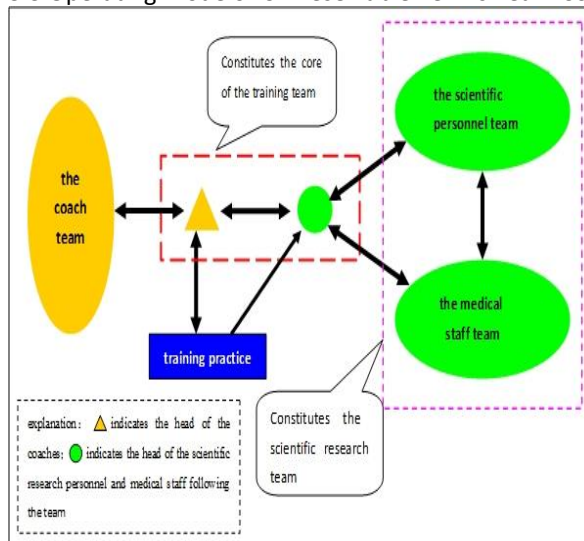 Constitutes the core
of the training team
the scientific
personnel team
the
coach
team
training practice
the medical
staff team
Constitutes the
scientific research
team
explanation: indicates the head of the
coaches; indicates the head of the scientific
research personnel and medical staff following
the team